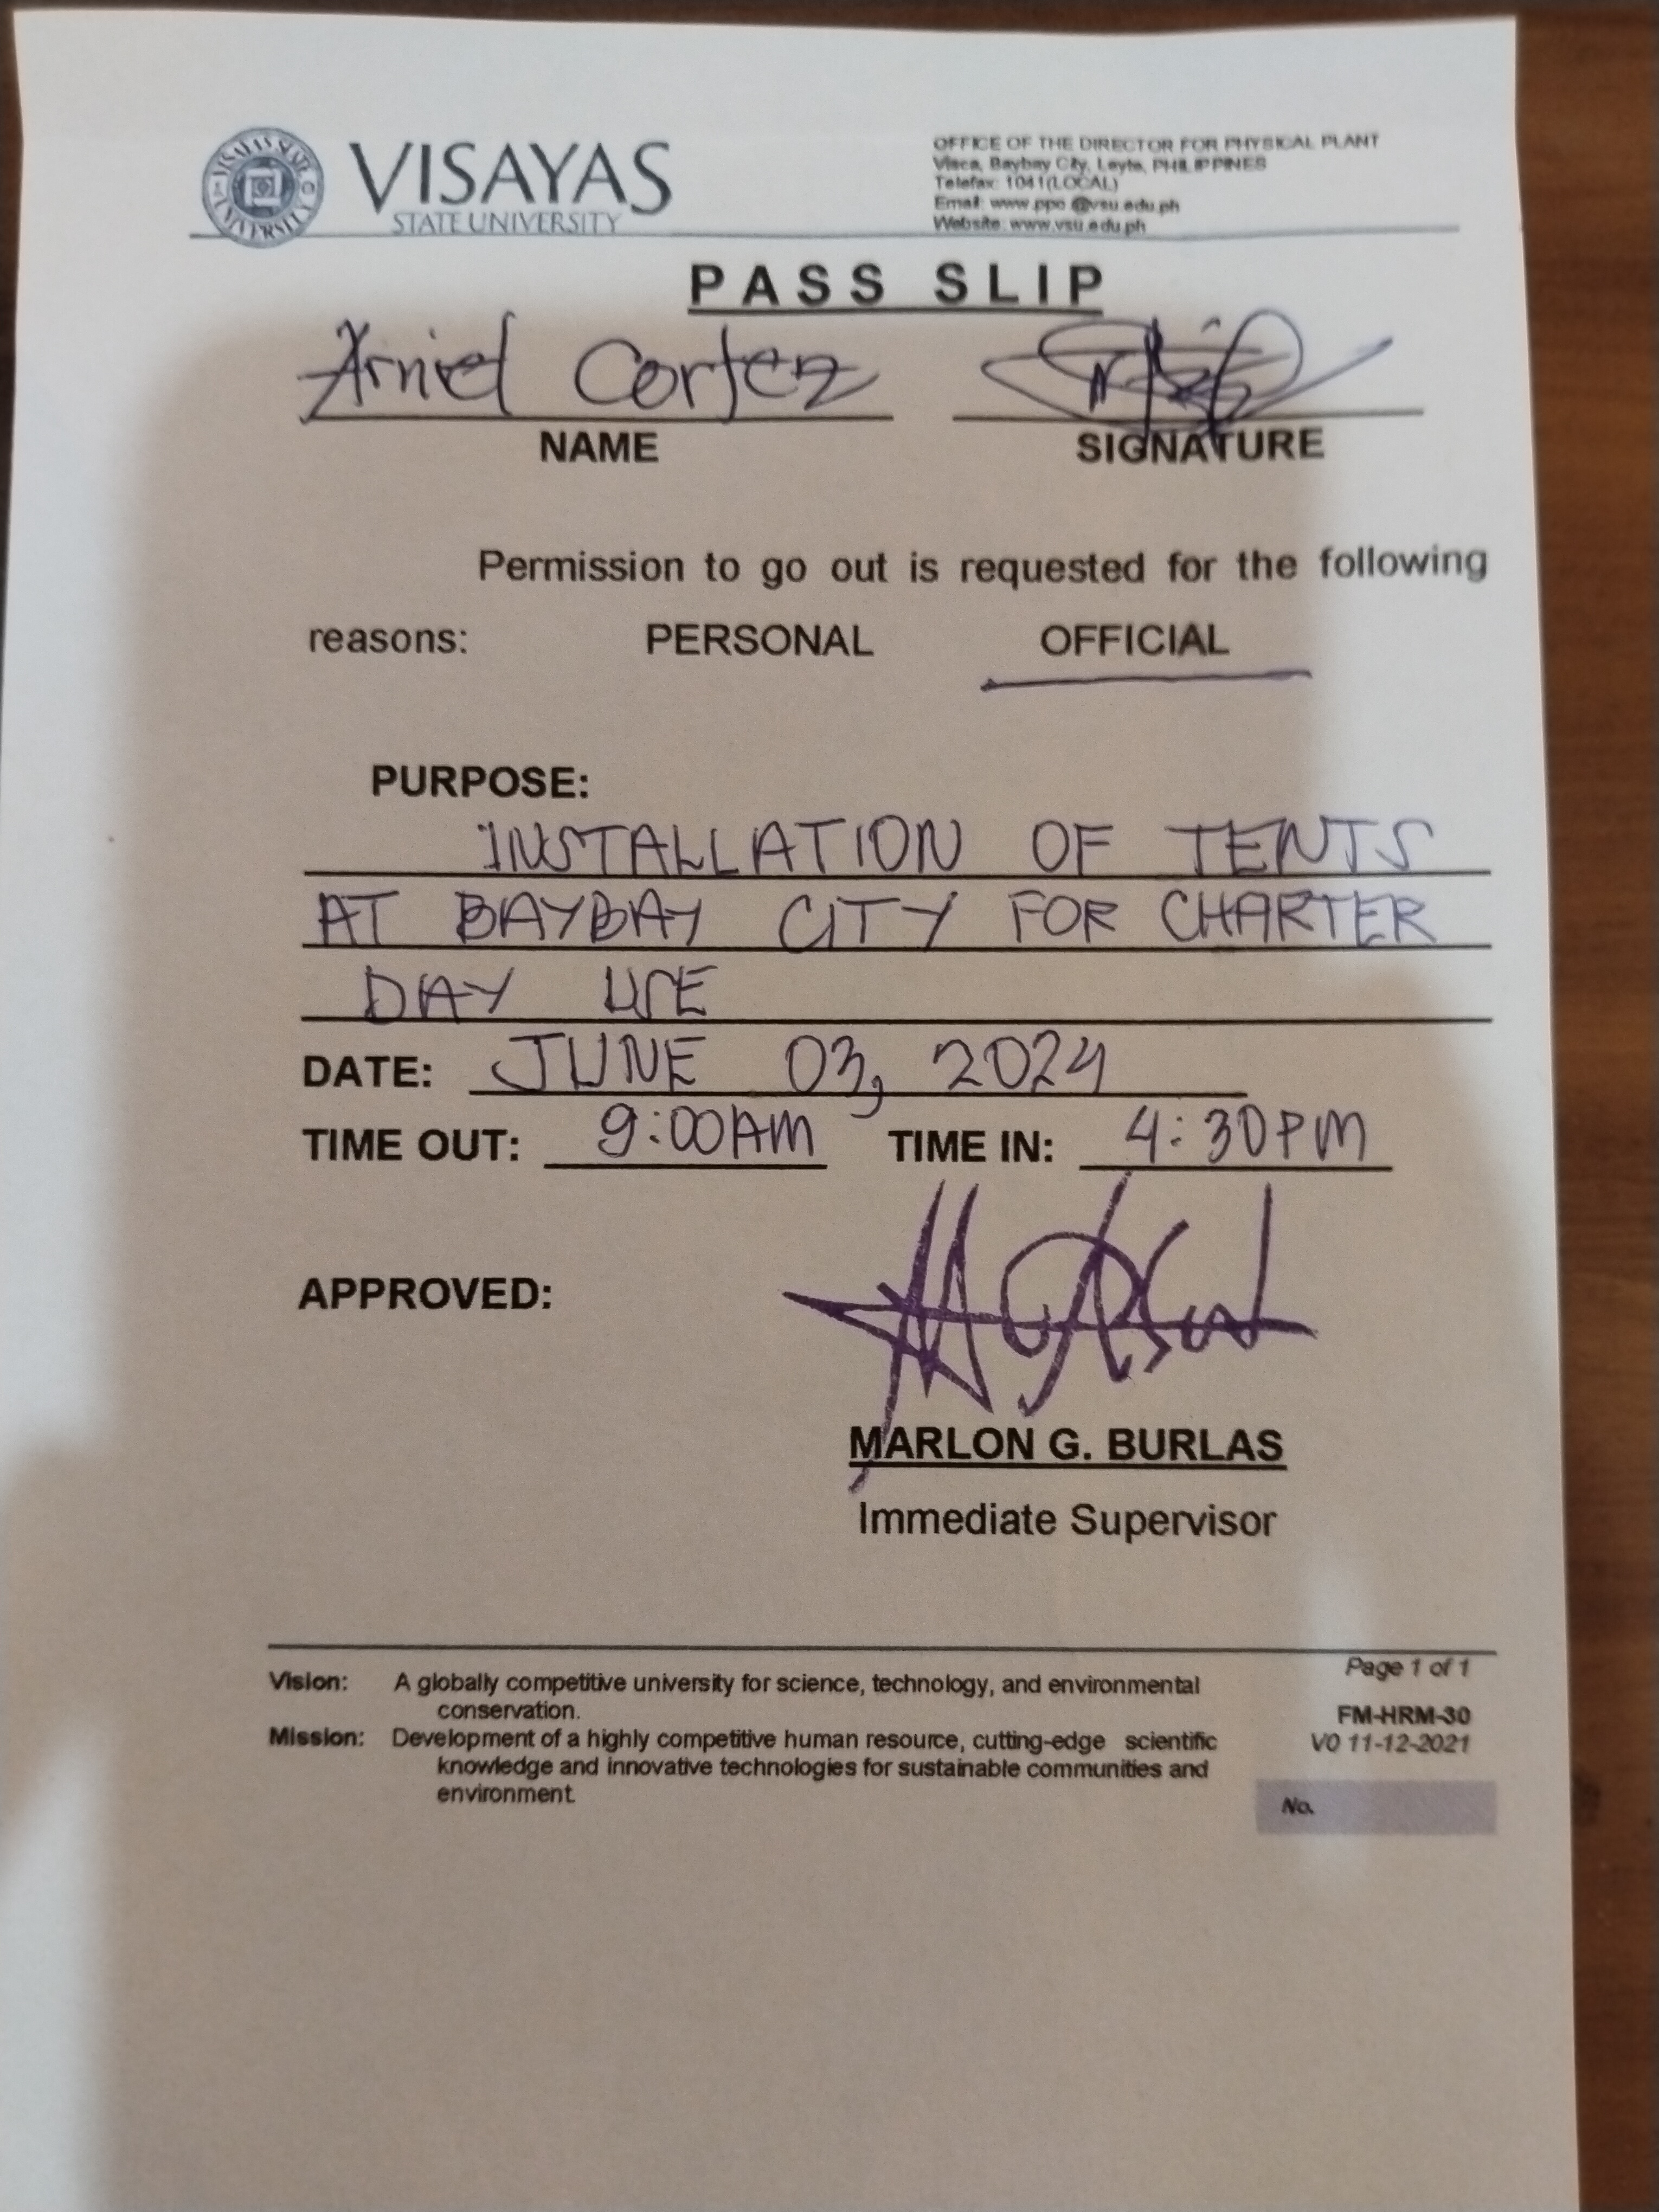 VISAYAS STATE UNIVERSITY
VISAYAS
STATE UNIVERSITY
OFFICE OF THE DIRECTOR FOR PHYSICAL PLANT
Visca, Baybay City, Leyte, PHILIPPINES
Telefax: 1041(LOCAL)
Email: www.ppo @vsu.edu.ph
Website: www.vsu.edu.ph
PASS SLIP
Arniel Cortez
NAME SIGNATURE
Permission to go out is requested for the following
reasons: PERSONAL OFFICIAL
PURPOSE:
INSTALLATION OF TENTS
AT BAYBAY CITY FOR CHARTER
DAY USE
DATE: JUNE 03, 2024
TIME OUT: 9:00AM TIME IN: 4:30PM
APPROVED:
MARLON G. BURLAS
Immediate Supervisor
Vision: A globally competitive university for science, technology, and environmental
conservation.
Mission: Development of a highly competitive human resource, cutting-edge scientific
knowledge and innovative technologies for sustainable communities and
environment.
Page 1 of 1
FM-HRM-30
V0 11-12-2021
No.